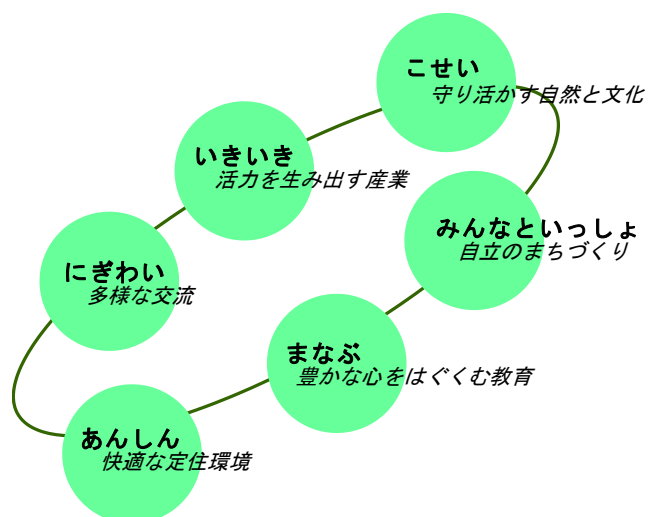 こせい
守り活かす自然と文化
いきいき
活力を生み出す産業
みんなといっしょ
自立のまちづくり
にぎわい
多様な交流
まなぶ
豊かな心をはぐくむ教育
あんしん
快適な定住環境